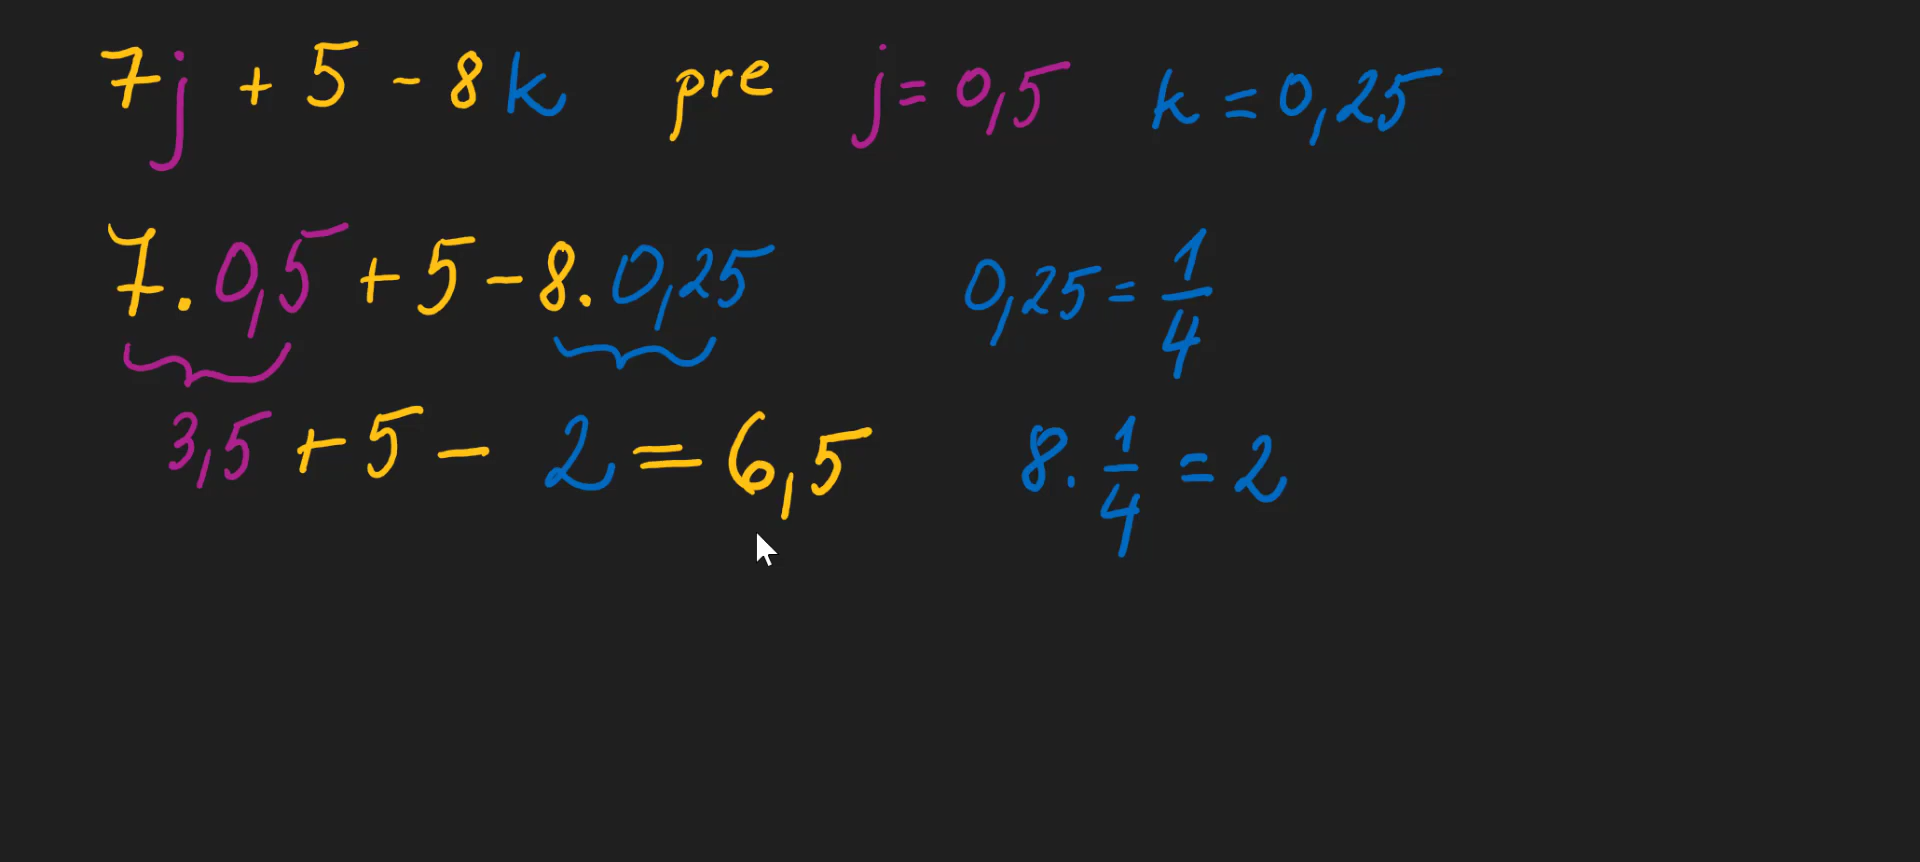 7j + 5 - 8k pre j = 0,5 k = 0,25
7 . 0,5 + 5 - 8 . 0,25 0,25 = 1/4
3,5 + 5 - 2 = 6,5 8 . 1/4 = 2